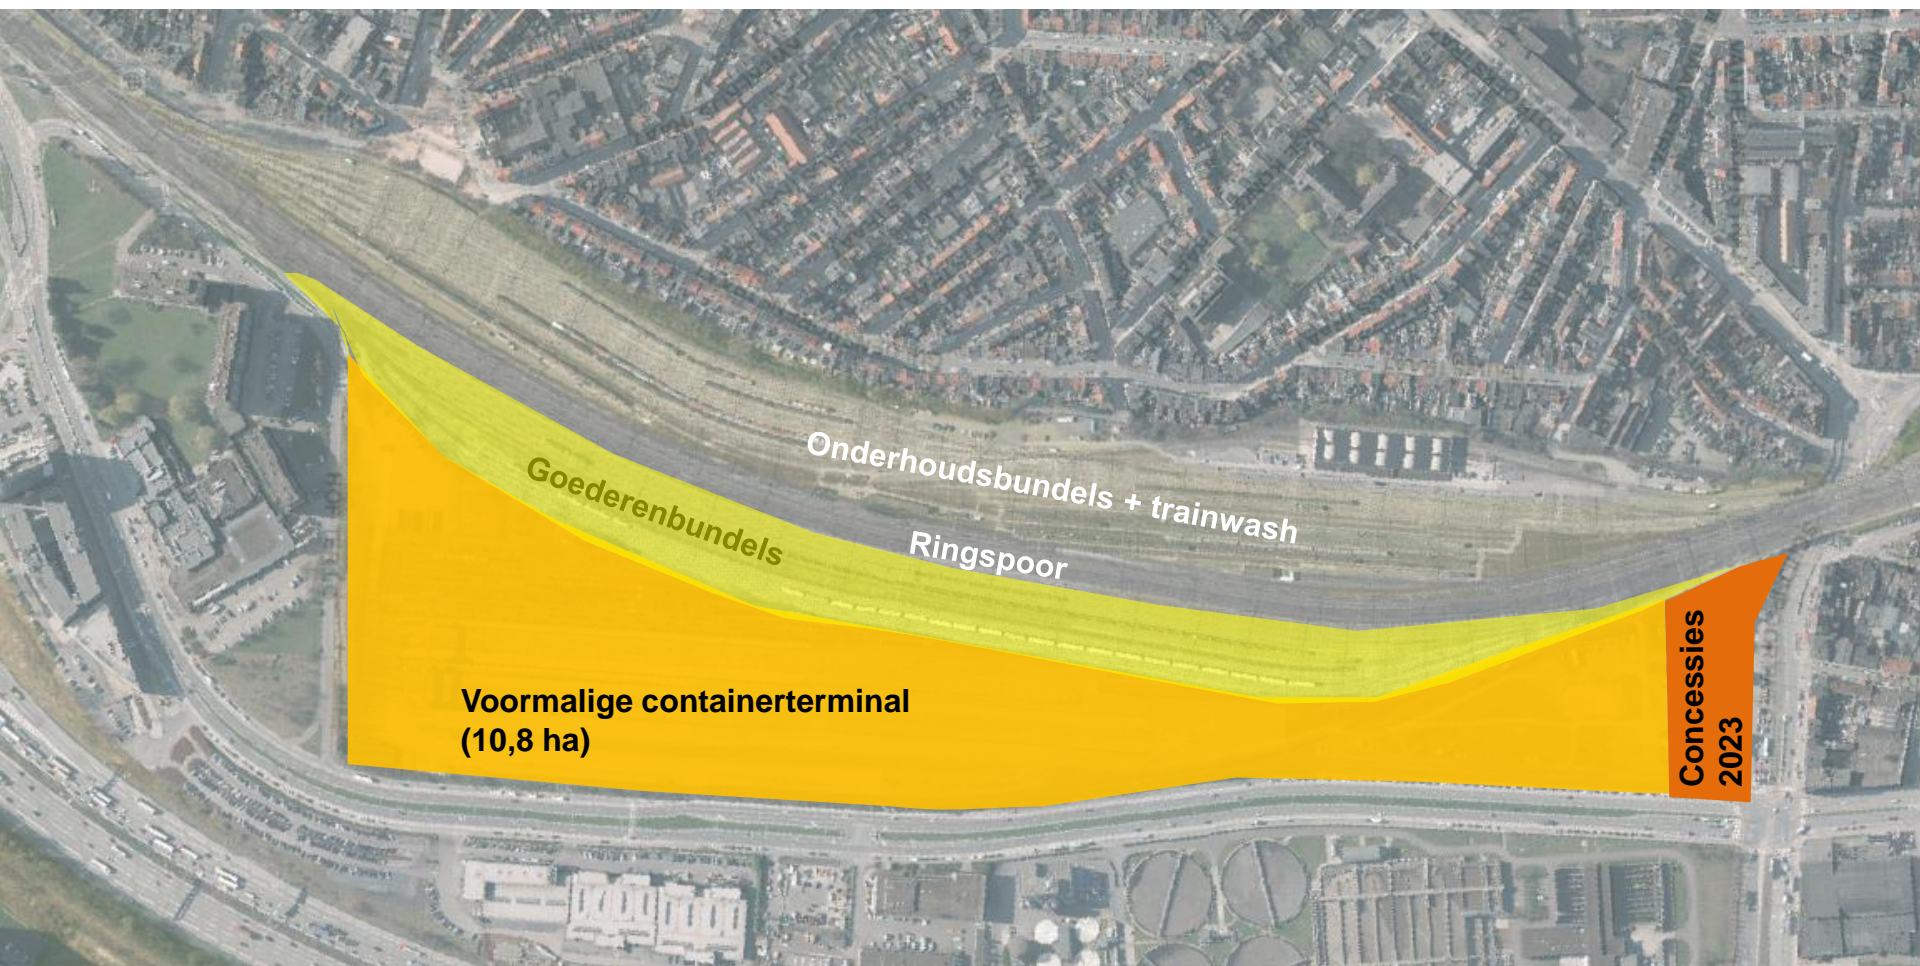 Onderhoudsbundels + trainwash
Goederenbundels
Ringspoor
Voormalige containerterminal
(10,8 ha)
Concessies
2023